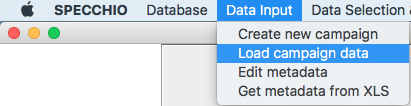 SPECCHIO Database Data Input Data Selection &
Create new campaign
Load campaign data
Edit metadata
Get metadata from XLS